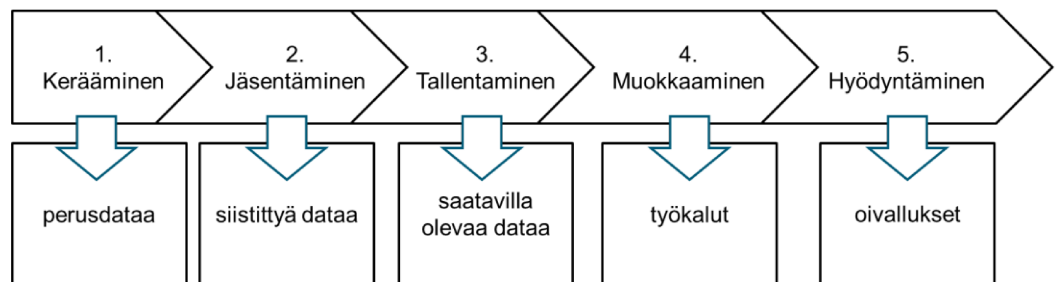 1.
Kerääminen
2.
Jäsentäminen
3.
Tallentaminen
4.
Muokkaaminen
5.
Hyödyntäminen
perusdataa
siistittyä dataa
saatavilla
olevaa dataa
työkalut
oivallukset